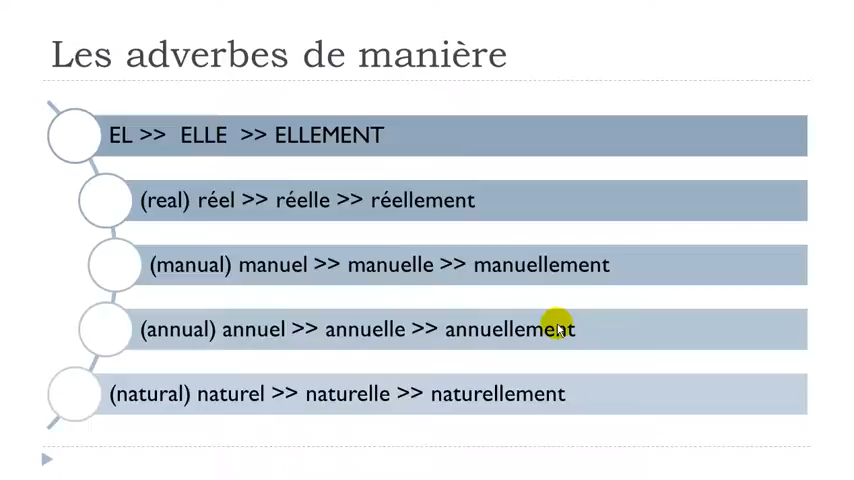 Les adverbes de manière
EL >> ELLE >> ELLEMENT
(real) réel >> réelle >> réellement
(manual) manuel >> manuelle >> manuellement
(annual) annuel >> annuelle >> annuellement
(natural) naturel >> naturelle >> naturellement